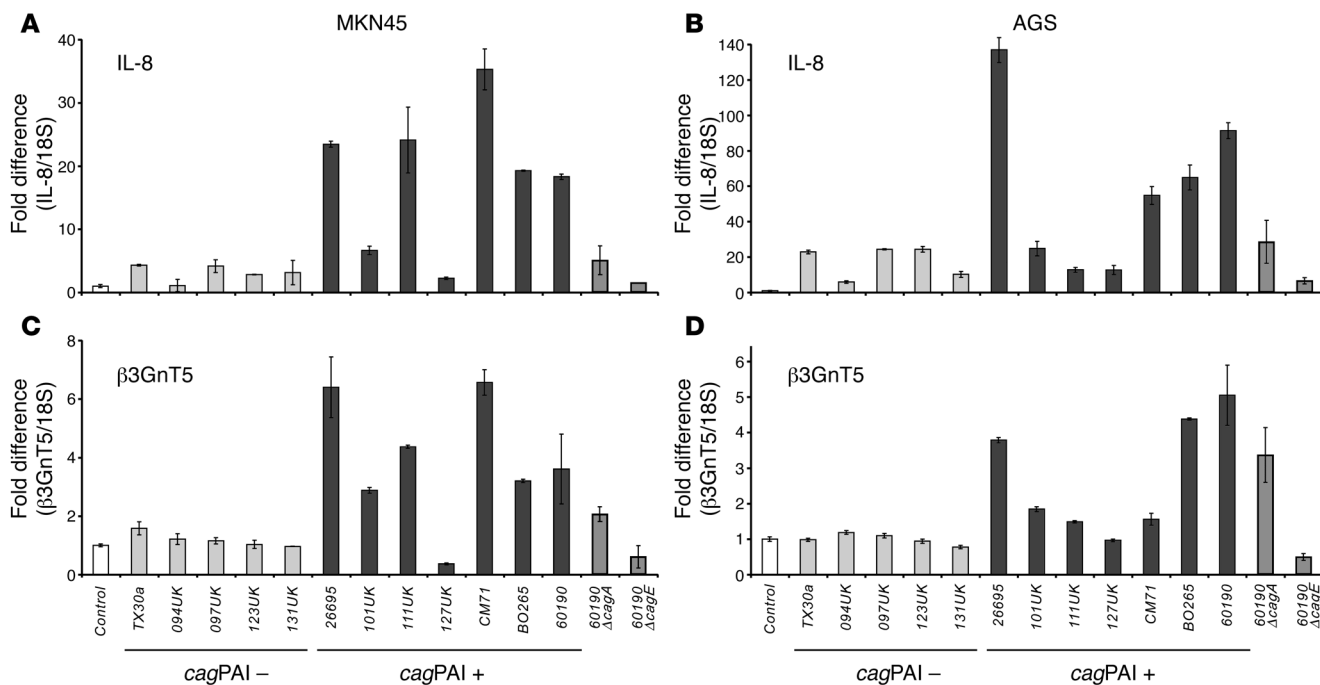 A
MKN45
IL-8
Fold difference
(IL-8/18S)
40
30
20
10
0
B
AGS
IL-8
Fold difference
(IL-8/18S)
140
120
100
80
60
40
20
0
C
β3GnT5
Fold difference
(β3GnT5/18S)
8
6
4
2
0
Control
TX30a
094UK
097UK
123UK
131UK
26695
101UK
111UK
127UK
CM71
BO265
60190
60190
ΔcagA
60190
ΔcagE
cagPAI –
cagPAI +
D
β3GnT5
Fold difference
(β3GnT5/18S)
6
5
4
3
2
1
0
Control
TX30a
094UK
097UK
123UK
131UK
26695
101UK
111UK
127UK
CM71
BO265
60190
60190
ΔcagA
60190
ΔcagE
cagPAI –
cagPAI +